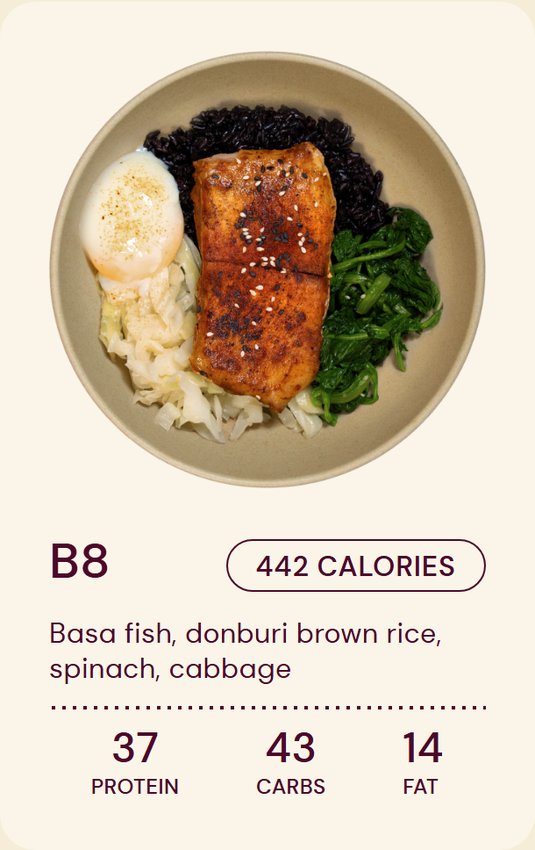 B8
442 CALORIES
Basa fish, donburi brown rice,
spinach, cabbage
37
43
14
PROTEIN
CARBS
FAT